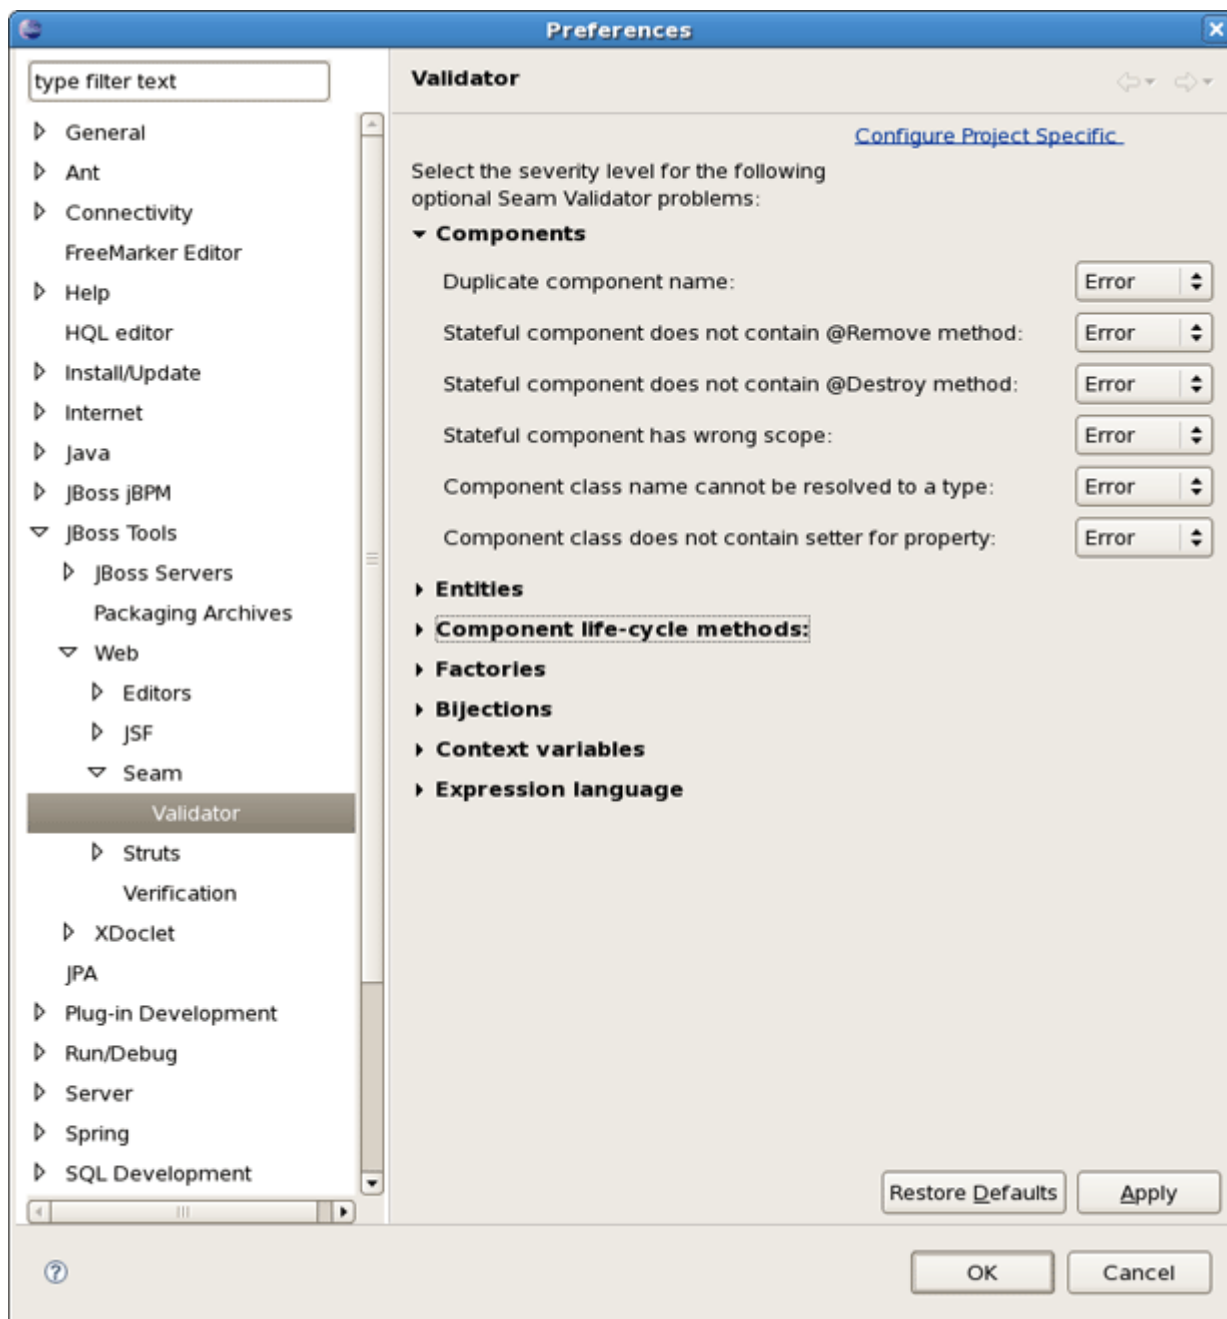 Preferences
type filter text
General
Ant
Connectivity
FreeMarker Editor
Help
HQL editor
Install/Update
Internet
Java
JBoss jBPM
JBoss Tools
JBoss Servers
Packaging Archives
Web
Editors
JSF
Seam
Validator
Struts
Verification
XDoclet
JPA
Plug-in Development
Run/Debug
Server
Spring
SQL Development
Validator
Configure Project Specific
Select the severity level for the following
optional Seam Validator problems:
Components
Duplicate component name: Error
Stateful component does not contain @Remove method: Error
Stateful component does not contain @Destroy method: Error
Stateful component has wrong scope: Error
Component class name cannot be resolved to a type: Error
Component class does not contain setter for property: Error
Entities
Component life-cycle methods:
Factories
Bijections
Context variables
Expression language
Restore Defaults Apply
OK Cancel